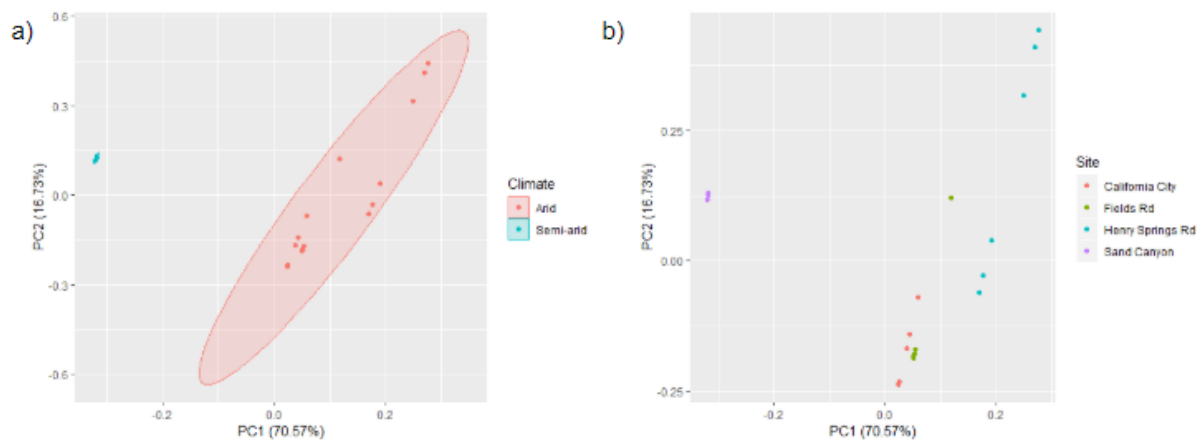 a)
0.6
0.3
0.0
-0.3
-0.6
PC2 (16.73%)
-0.2
0.0
0.2
PC1 (70.57%)
Climate
Arid
Semi-arid
b)
0.25
0.00
-0.25
PC2 (16.73%)
-0.2
0.0
0.2
PC1 (70.57%)
Site
California City
Fields Rd
Henry Springs Rd
Sand Canyon